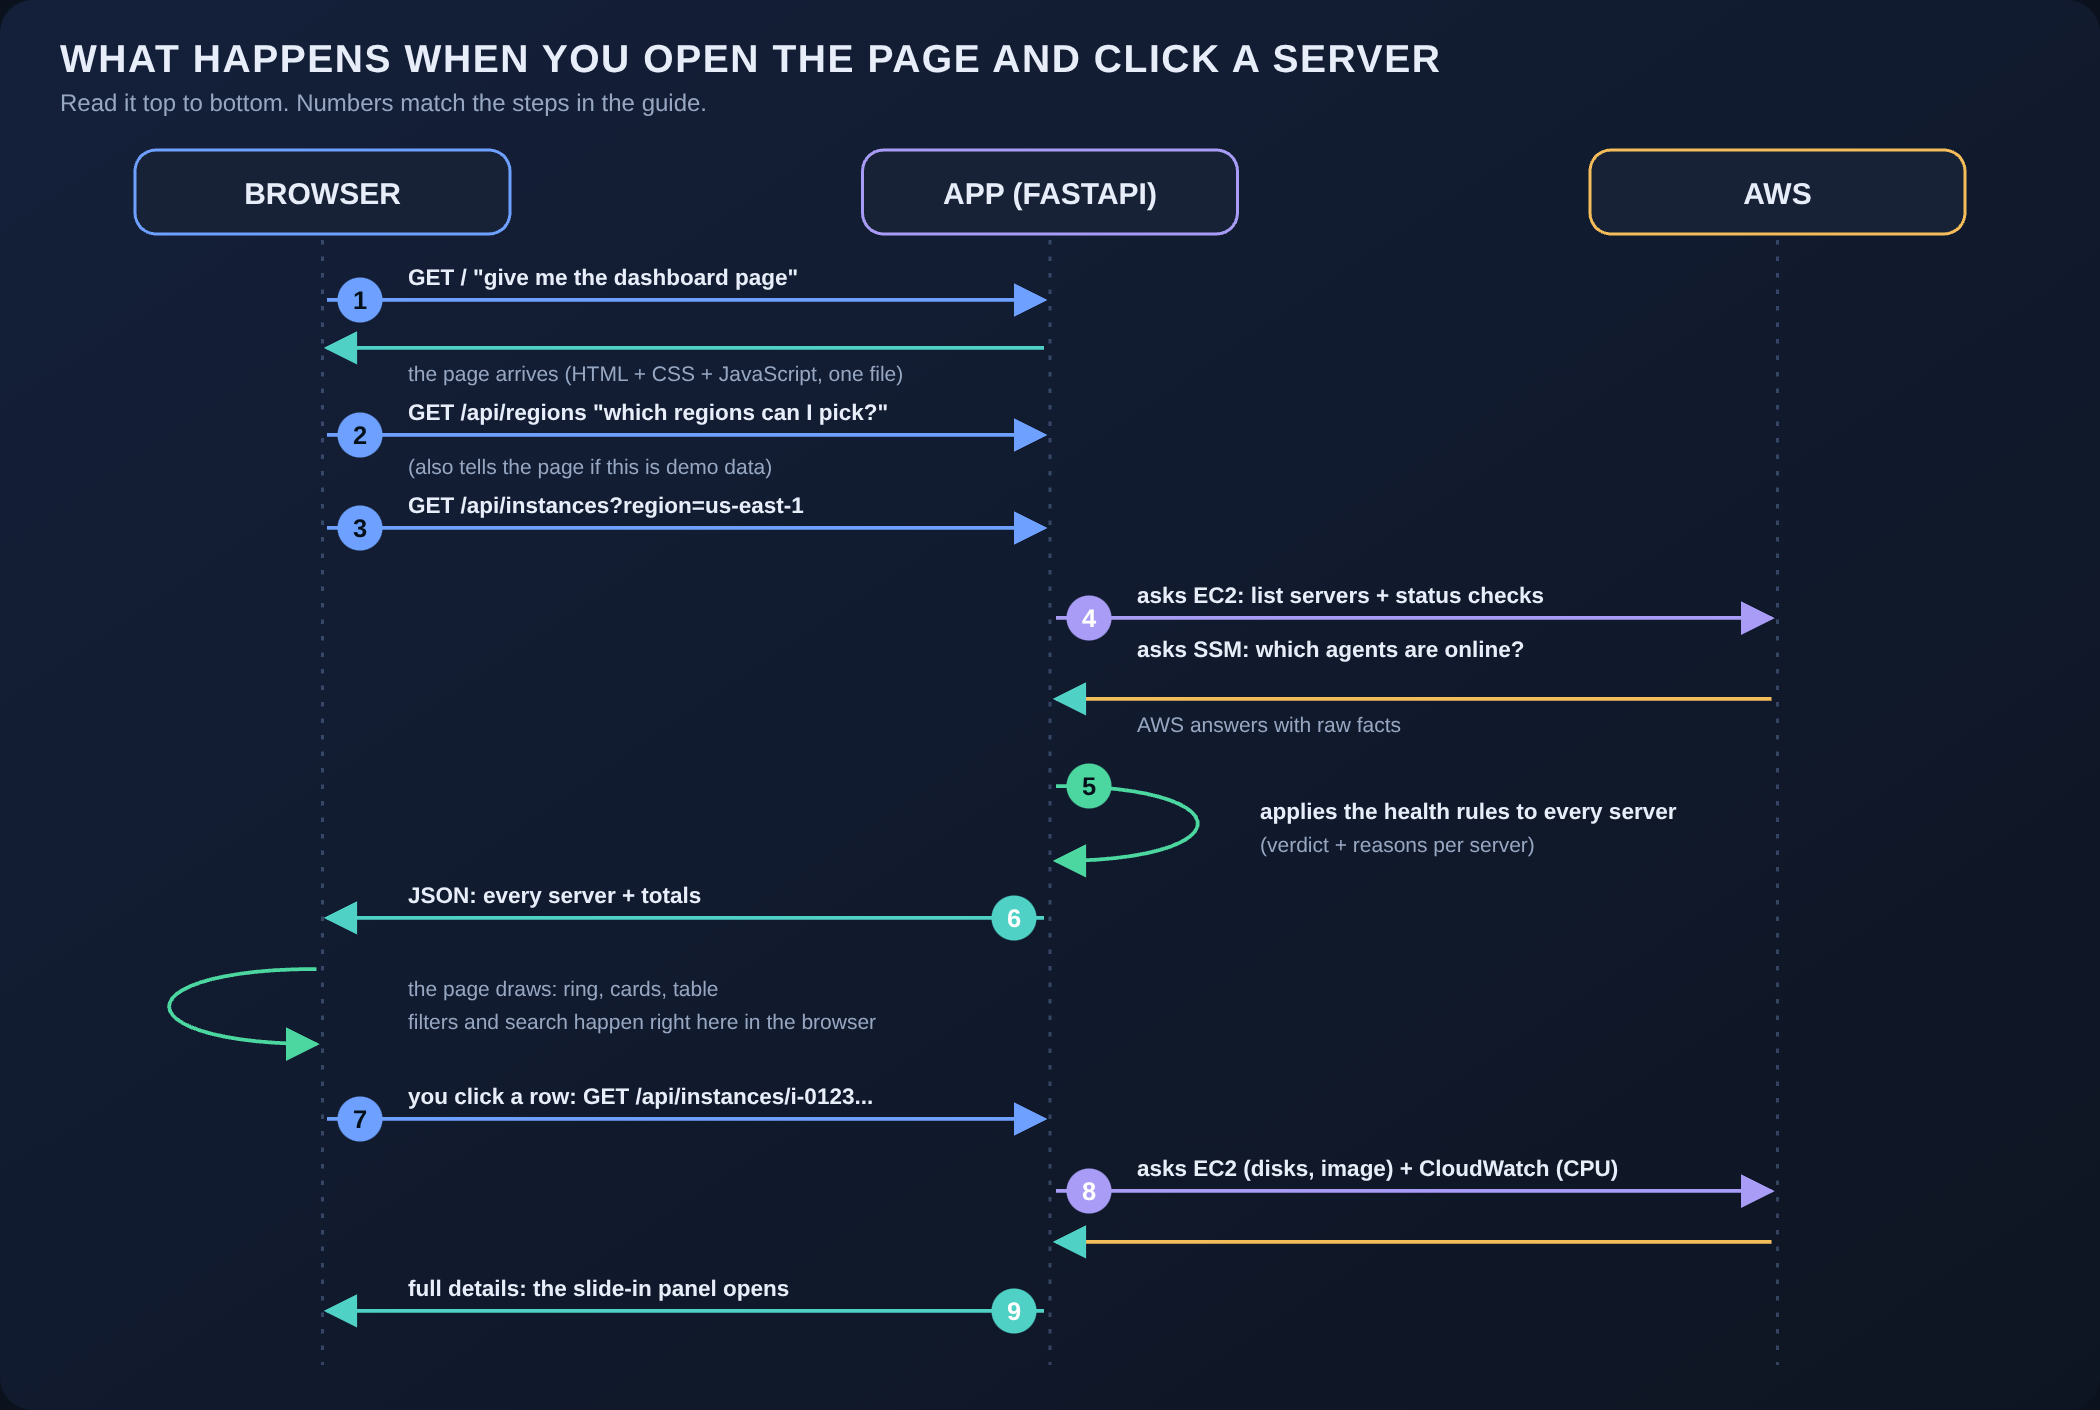 WHAT HAPPENS WHEN YOU OPEN THE PAGE AND CLICK A SERVER
Read it top to bottom. Numbers match the steps in the guide.
BROWSER
APP (FASTAPI)
AWS
GET / "give me the dashboard page"
1
the page arrives (HTML + CSS + JavaScript, one file)
GET /api/regions "which regions can I pick?"
2
(also tells the page if this is demo data)
GET /api/instances?region=us-east-1
3
asks EC2: list servers + status checks
4
asks SSM: which agents are online?
AWS answers with raw facts
5
applies the health rules to every server
(verdict + reasons per server)
JSON: every server + totals
6
the page draws: ring, cards, table
filters and search happen right here in the browser
you click a row: GET /api/instances/i-0123...
7
asks EC2 (disks, image) + CloudWatch (CPU)
8
full details: the slide-in panel opens
9